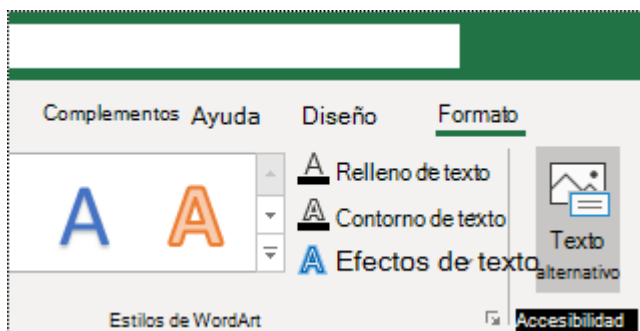 Complementos Ayuda Diseño Formato
A A
Relleno de texto
Contorno de texto
Efectos de texto
Texto
alternativo
Estilos de WordArt
Accesibilidad